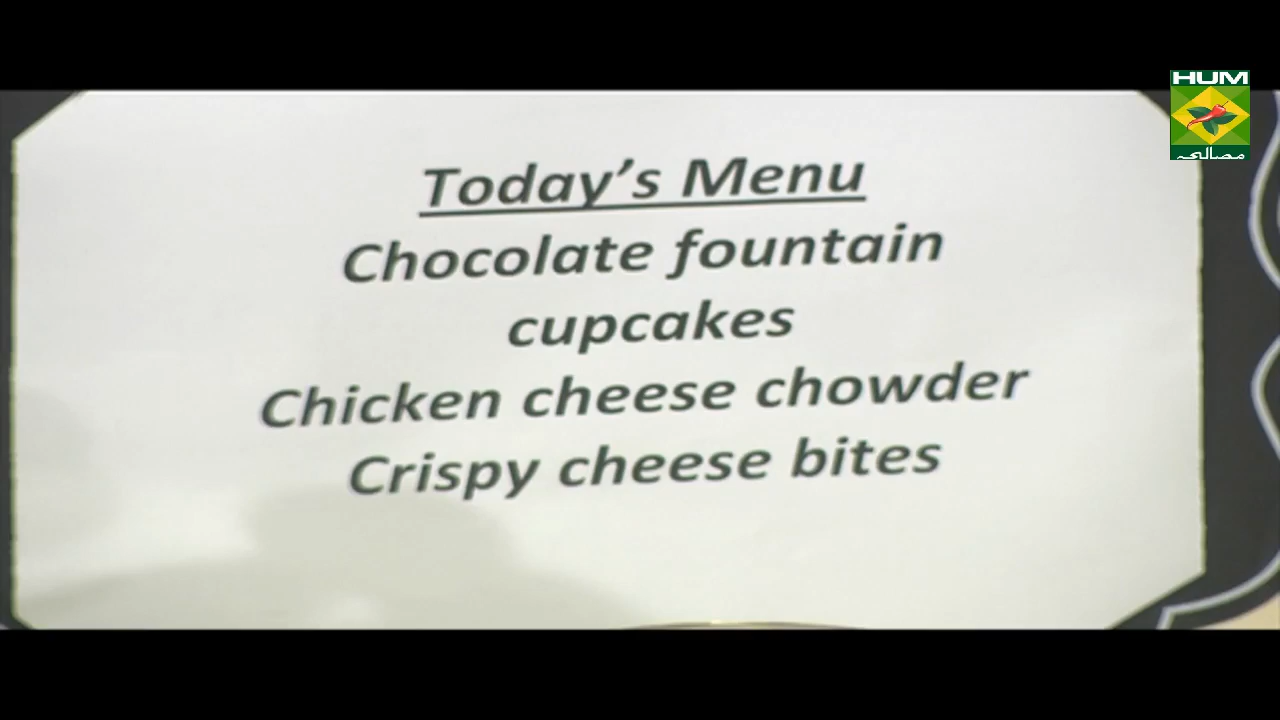 HUM
مصالحہ
Today's Menu
Chocolate fountain
cupcakes
Chicken cheese chowder
Crispy cheese bites